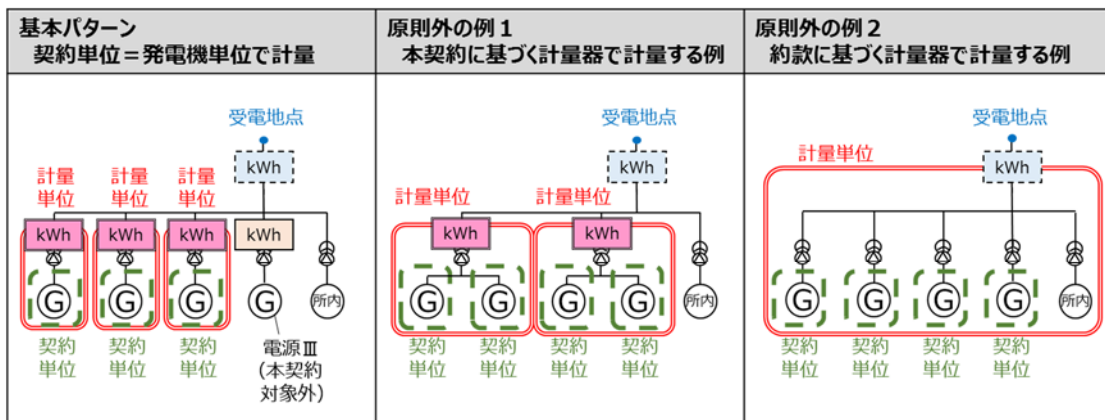 基本パターン
契約単位=発電機単位で計量
受電地点
kWh
計量
単位
計量
単位
計量
単位
kWh
kWh
kWh
kWh
G
G
G
G
所内
契約
単位
契約
単位
契約
単位
電源Ⅲ
(本契約
対象外)
原則外の例1
本契約に基づく計量器で計量する例
受電地点
kWh
計量単位
計量単位
kWh
kWh
G
G
G
G
所内
契約
単位
契約
単位
契約
単位
契約
単位
原則外の例2
約款に基づく計量器で計量する例
受電地点
計量単位
kWh
G
G
G
G
所内
契約
単位
契約
単位
契約
単位
契約
単位